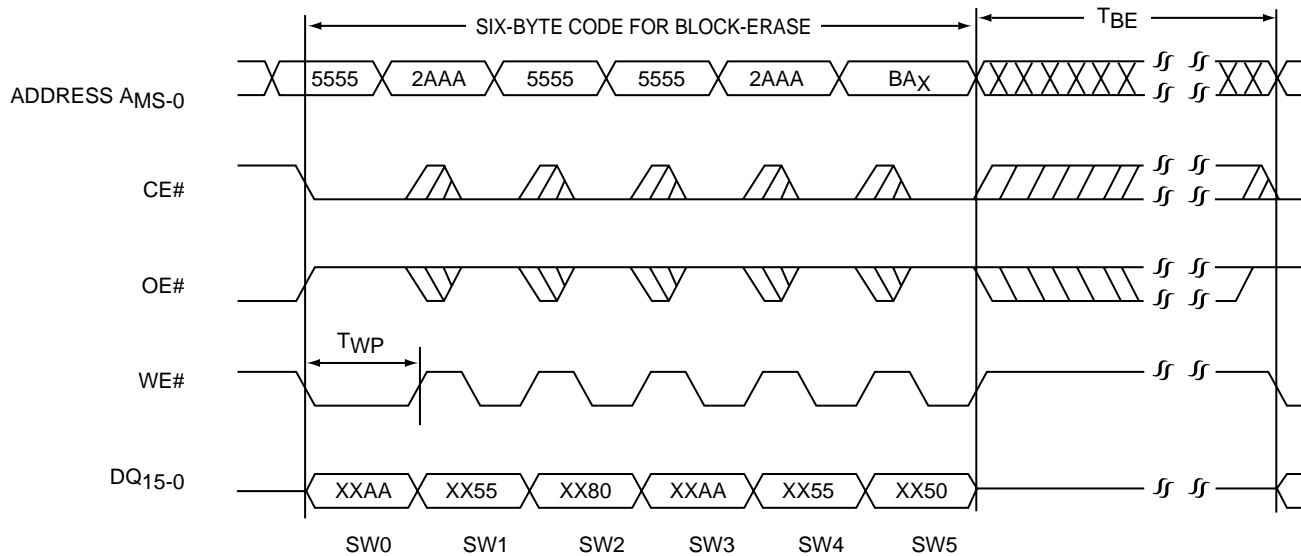 SIX-BYTE CODE FOR BLOCK-ERASE TBE
ADDRESS AMS-0 5555 2AAA 5555 5555 2AAA BAX
CE#
OE#
TWP
WE#
DQ15-0 XXAA XX55 XX80 XXAA XX55 XX50
SW0 SW1 SW2 SW3 SW4 SW5